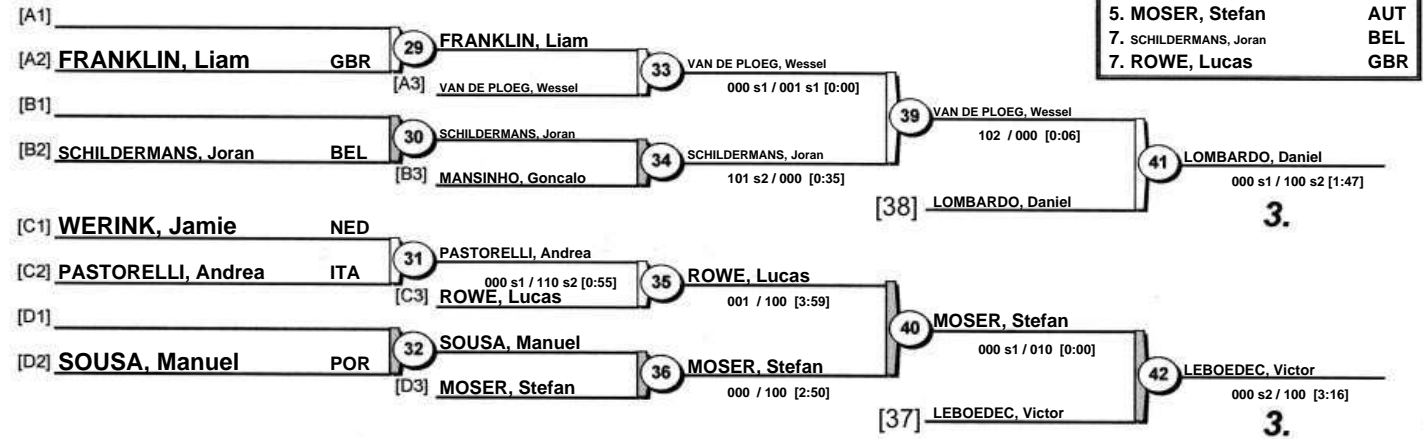 5. MOSER, Stefan AUT
7. SCHILDERMANS, Joran BEL
7. ROWE, Lucas GBR
[A1]
[A2] FRANKLIN, Liam GBR
29
FRANKLIN, Liam
[A3] VAN DE PLOEG, Wessel
33
VAN DE PLOEG, Wessel
000 s1 / 001 s1 [0:00]
[B1]
[B2] SCHILDERMANS, Joran BEL
30
SCHILDERMANS, Joran
[B3] MANSINHO, Goncalo
34
SCHILDERMANS, Joran
101 s2 / 000 [0:35]
39
VAN DE PLOEG, Wessel
102 / 000 [0:06]
[38] LOMBARDO, Daniel
41
LOMBARDO, Daniel
000 s1 / 100 s2 [1:47]
3.
[C1] WERINK, Jamie NED
[C2] PASTORELLI, Andrea ITA
31
PASTORELLI, Andrea
000 s1 / 110 s2 [0:55]
[C3] ROWE, Lucas
35
ROWE, Lucas
001 / 100 [3:59]
[D1]
[D2] SOUSA, Manuel POR
32
SOUSA, Manuel
[D3] MOSER, Stefan
36
MOSER, Stefan
000 / 100 [2:50]
40
MOSER, Stefan
000 s1 / 010 [0:00]
[37] LEBOEDEC, Victor
42
LEBOEDEC, Victor
000 s2 / 100 [3:16]
3.